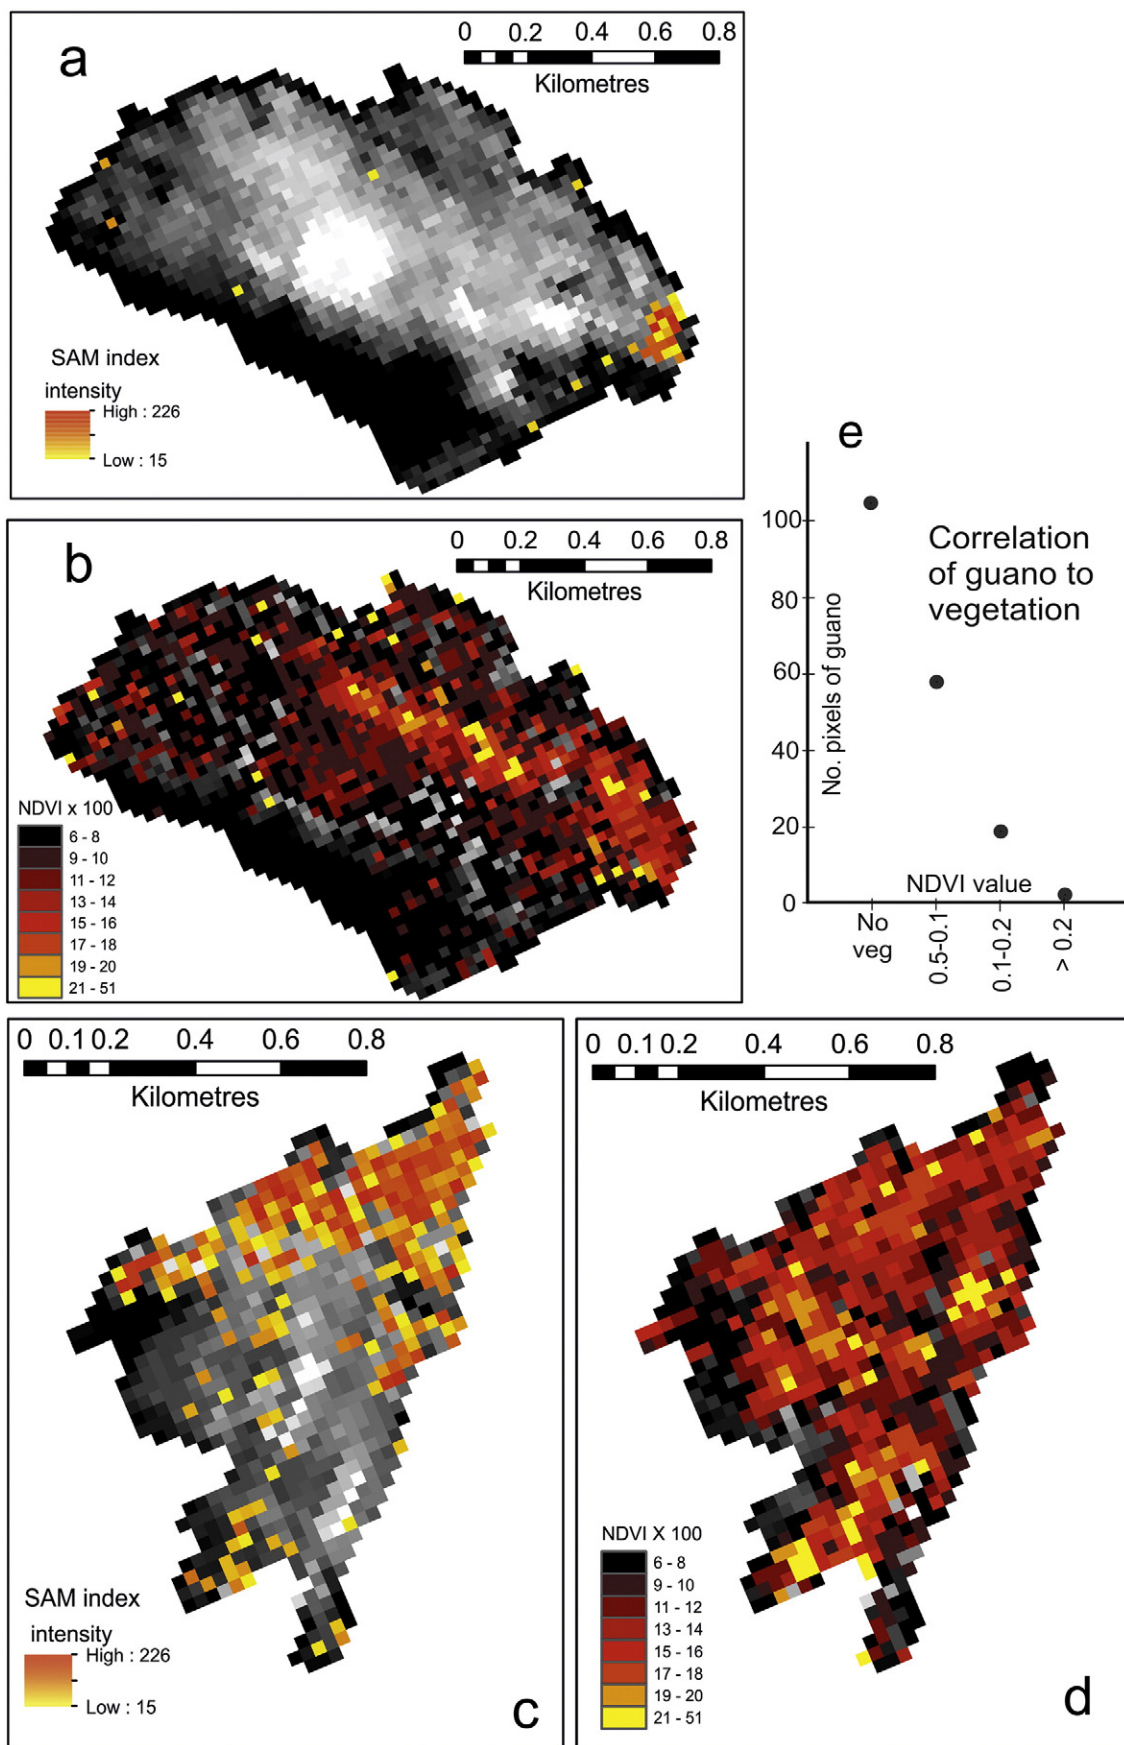 a
0 0.2 0.4 0.6 0.8
Kilometres
SAM index
intensity
High : 226
Low : 15
b
0 0.2 0.4 0.6 0.8
Kilometres
NDVI x 100
6 - 8
9 - 10
11 - 12
13 - 14
15 - 16
17 - 18
19 - 20
21 - 51
e
Correlation
of guano to
vegetation
No. pixels of guano
100
80
60
40
20
0
NDVI value
No
veg
0.5-0.1
0.1-0.2
> 0.2
0 0.1 0.2 0.4 0.6 0.8
Kilometres
SAM index
intensity
High : 226
Low : 15
c
0 0.1 0.2 0.4 0.6 0.8
Kilometres
NDVI X 100
6 - 8
9 - 10
11 - 12
13 - 14
15 - 16
17 - 18
19 - 20
21 - 51
d